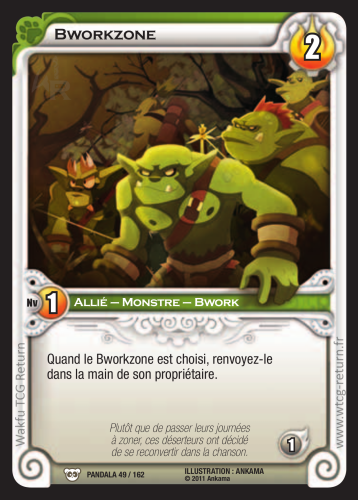 Bworkzone
2
Nv 1 Allié – Monstre – Bwork
Quand le Bworkzone est choisi, renvoyez-le
dans la main de son propriétaire.
Plutôt que de passer leurs journées
à zoner, ces déserteurs ont décidé
de se reconvertir dans la chanson.
1
PANDALA 49 / 162
ILLUSTRATION : ANKAMA
© 2011 Ankama
Wakfu TCG Return
www.wtcg-return.fr